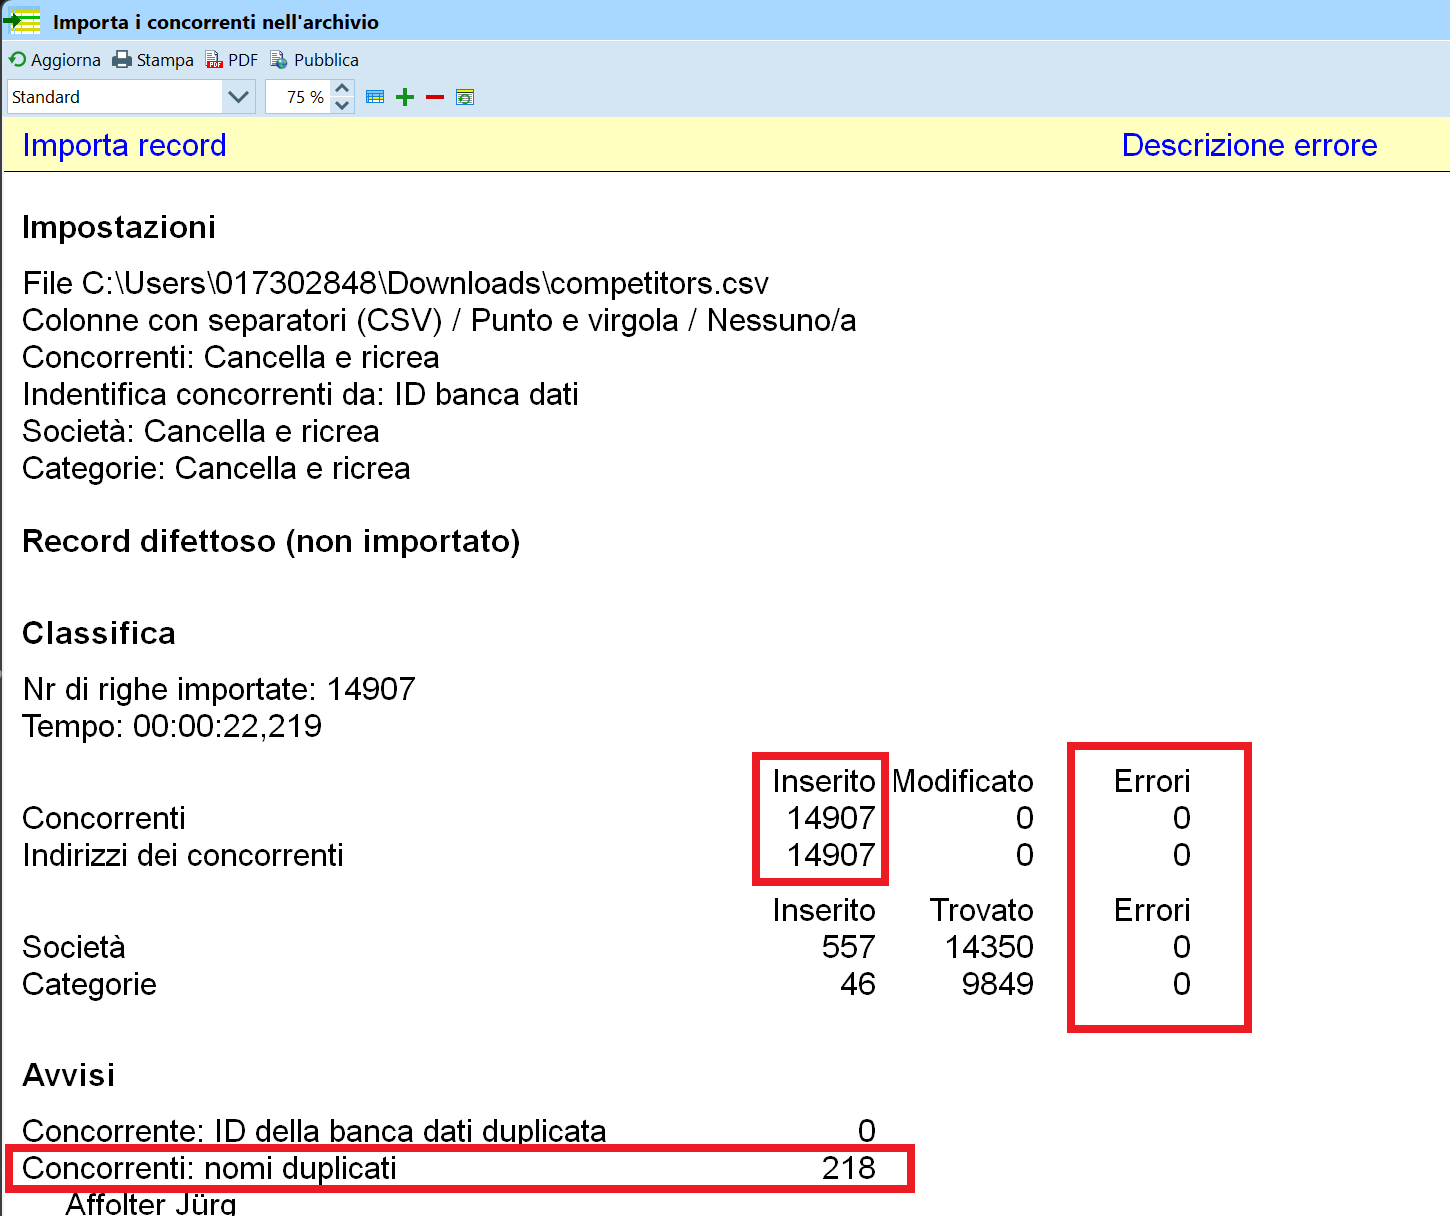 Importa i concorrenti nell'archivio
Aggiorna Stampa PDF Pubblica
Standard 75 %
Importa record Descrizione errore
Impostazioni
File C:\Users\017302848\Downloads\competitors.csv
Colonne con separatori (CSV) / Punto e virgola / Nessuno/a
Concorrenti: Cancella e ricrea
Indentifica concorrenti da: ID banca dati
Società: Cancella e ricrea
Categorie: Cancella e ricrea
Record difettoso (non importato)
Classifica
Nr di righe importate: 14907
Tempo: 00:00:22,219
Inserito Modificato Errori
Concorrenti 14907 0 0
Indirizzi dei concorrenti 14907 0 0
Inserito Trovato Errori
Società 557 14350 0
Categorie 46 9849 0
Avvisi
Concorrente: ID della banca dati duplicata 0
Concorrenti: nomi duplicati 218
Affolter Jürg